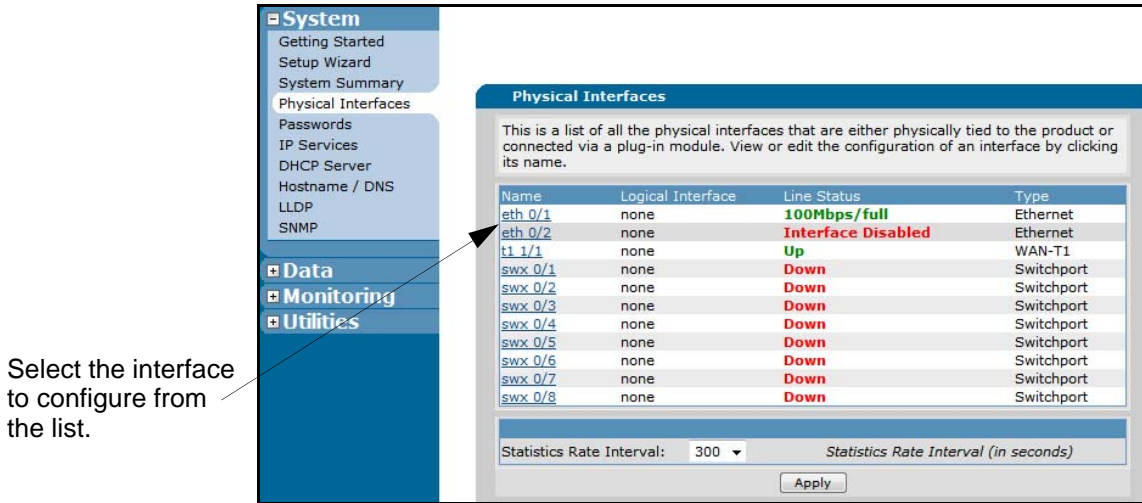 System
Getting Started
Setup Wizard
System Summary
Physical Interfaces
Passwords
IP Services
DHCP Server
Hostname / DNS
LLDP
SNMP
Data
Monitoring
Utilities
Select the interface
to configure from
the list.
Physical Interfaces
This is a list of all the physical interfaces that are either physically tied to the product or
connected via a plug-in module. View or edit the configuration of an interface by clicking
its name.
Name Logical Interface Line Status Type
eth 0/1 none 100Mbps/full Ethernet
eth 0/2 none Interface Disabled Ethernet
t1 1/1 none Up WAN-T1
swx 0/1 none Down Switchport
swx 0/2 none Down Switchport
swx 0/3 none Down Switchport
swx 0/4 none Down Switchport
swx 0/5 none Down Switchport
swx 0/6 none Down Switchport
swx 0/7 none Down Switchport
swx 0/8 none Down Switchport
Statistics Rate Interval: 300 Statistics Rate Interval (in seconds)
Apply